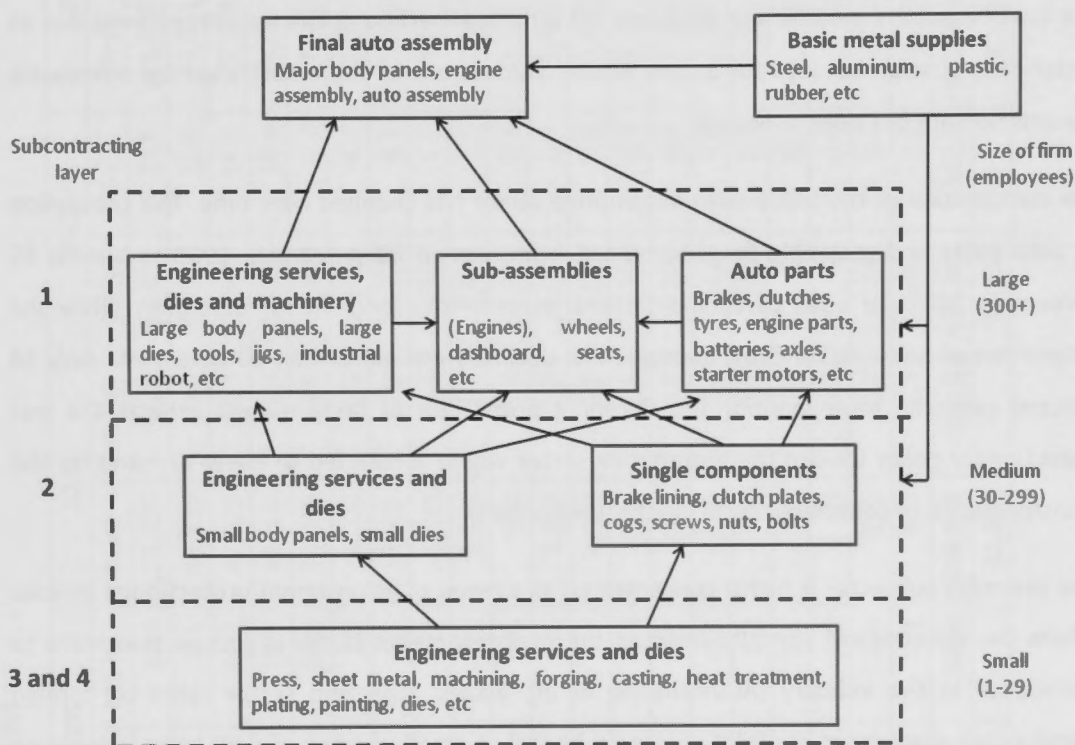 Final auto assembly
Major body panels, engine
assembly, auto assembly
Basic metal supplies
Steel, aluminum, plastic,
rubber, etc
Subcontracting
layer
Size of firm
(employees)
1
Engineering services,
dies and machinery
Large body panels, large
dies, tools, jigs, industrial
robot, etc
Sub-assemblies
(Engines), wheels,
dashboard, seats,
etc
Auto parts
Brakes, clutches,
tyres, engine parts,
batteries, axles,
starter motors, etc
Large
(300+)
2
Engineering services and
dies
Small body panels, small dies
Single components
Brake lining, clutch plates,
cogs, screws, nuts, bolts
Medium
(30-299)
3 and 4
Engineering services and dies
Press, sheet metal, machining, forging, casting, heat treatment,
plating, painting, dies, etc
Small
(1-29)